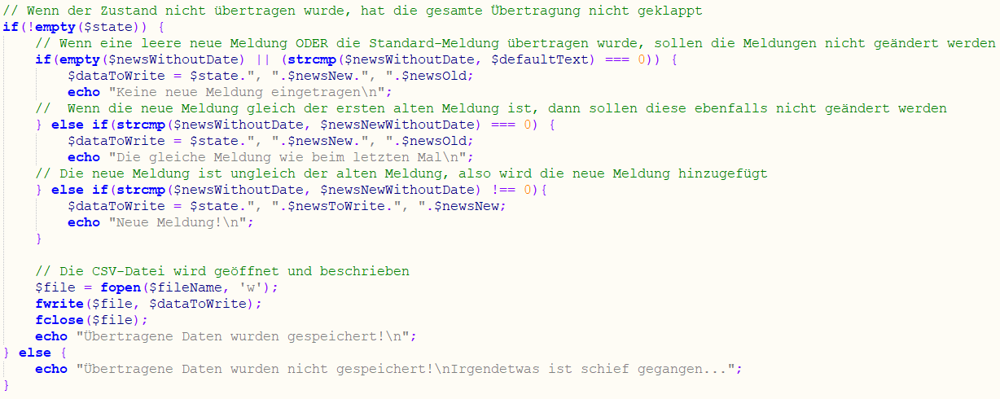 // Wenn der Zustand nicht übertragen wurde, hat die gesamte Übertragung nicht geklappt
if(!empty($state)) {
    // Wenn eine leere neue Meldung ODER die Standard-Meldung übertragen wurde, sollen die Meldungen nicht geändert werden
    if(empty($newsWithoutDate) || (strcmp($newsWithoutDate, $defaultText) === 0)) {
        $dataToWrite = $state.", ".$newsNew.", ".$newsOld;
        echo "Keine neue Meldung eingetragen\n";
    //  Wenn die neue Meldung gleich der ersten alten Meldung ist, dann sollen diese ebenfalls nicht geändert werden
    } else if(strcmp($newsWithoutDate, $newsNewWithoutDate) === 0) {
        $dataToWrite = $state.", ".$newsNew.", ".$newsOld;
        echo "Die gleiche Meldung wie beim letzten Mal\n";
    // Die neue Meldung ist ungleich der alten Meldung, also wird die neue Meldung hinzugefügt
    } else if(strcmp($newsWithoutDate, $newsNewWithoutDate) !== 0){
        $dataToWrite = $state.", ".$newsToWrite.", ".$newsNew;
        echo "Neue Meldung!\n";
    }

    // Die CSV-Datei wird geöffnet und beschrieben
    $file = fopen($fileName, 'w');
    fwrite($file, $dataToWrite);
    fclose($file);
    echo "Übertragene Daten wurden gespeichert!\n";
} else {
    echo "Übertragene Daten wurden nicht gespeichert!\nIrgendetwas ist schief gegangen...";
}